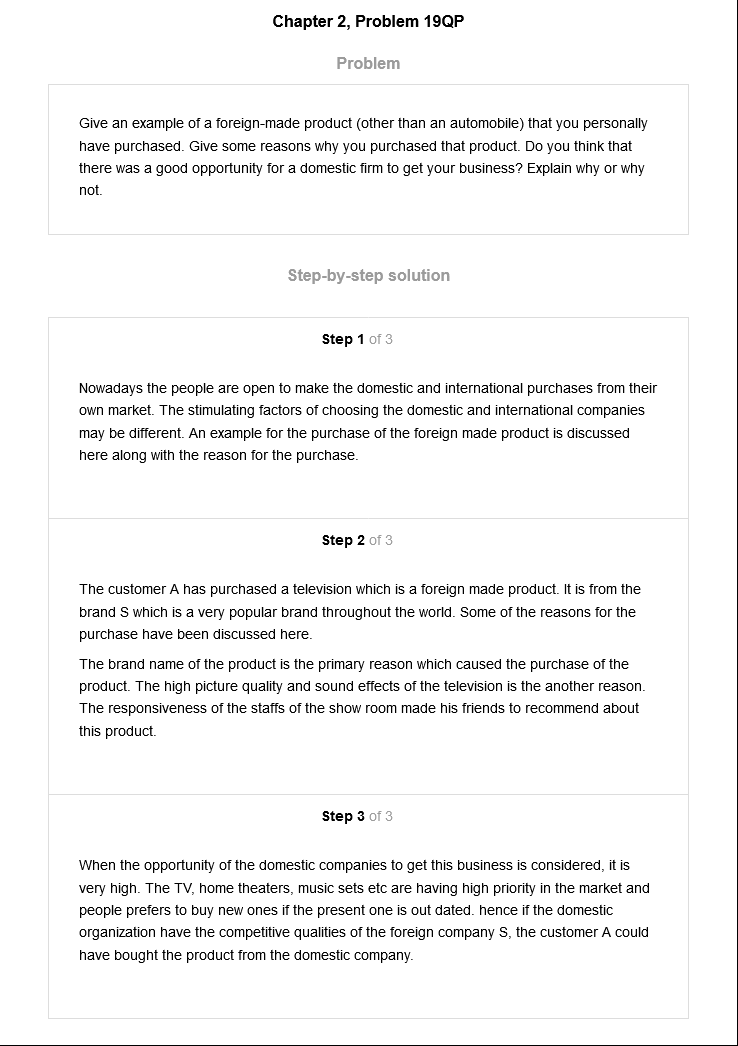 Chapter 2, Problem 19QP
Problem
Give an example of a foreign-made product (other than an automobile) that you personally
have purchased. Give some reasons why you purchased that product. Do you think that
there was a good opportunity for a domestic firm to get your business? Explain why or why
not.
Step-by-step solution
Step 1 of 3
Nowadays the people are open to make the domestic and international purchases from their
own market. The stimulating factors of choosing the domestic and international companies
may be different. An example for the purchase of the foreign made product is discussed
here along with the reason for the purchase.
Step 2 of 3
The customer A has purchased a television which is a foreign made product. It is from the
brand S which is a very popular brand throughout the world. Some of the reasons for the
purchase have been discussed here.
The brand name of the product is the primary reason which caused the purchase of the
product. The high picture quality and sound effects of the television is the another reason.
The responsiveness of the staffs of the show room made his friends to recommend about
this product.
Step 3 of 3
When the opportunity of the domestic companies to get this business is considered, it is
very high. The TV, home theaters, music sets etc are having high priority in the market and
people prefers to buy new ones if the present one is out dated. hence if the domestic
organization have the competitive qualities of the foreign company S, the customer A could
have bought the product from the domestic company.